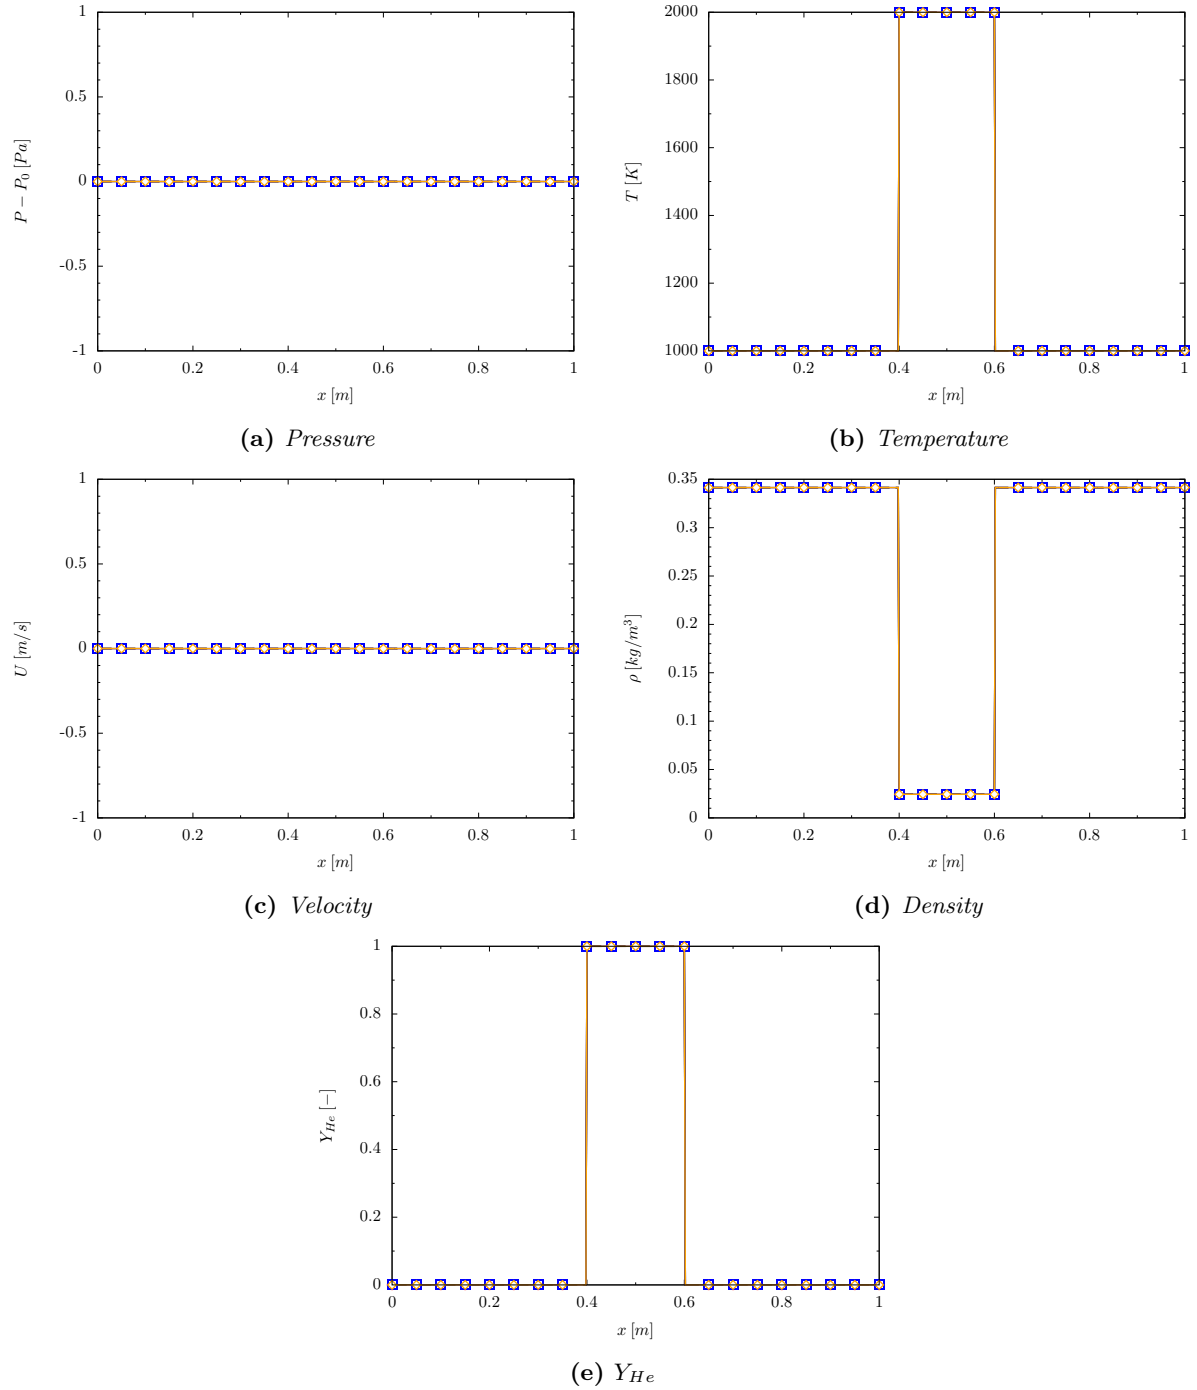 1
0.5
0
-0.5
-1
P − P0 [Pa]
0 0.2 0.4 0.6 0.8 1
x [m]
(a) Pressure
2000
1800
1600
1400
1200
1000
T [K]
0 0.2 0.4 0.6 0.8 1
x [m]
(b) Temperature
1
0.5
0
-0.5
-1
U [m/s]
0 0.2 0.4 0.6 0.8 1
x [m]
(c) Velocity
0.35
0.3
0.25
0.2
0.15
0.1
0.05
0
ρ [kg/m³]
0 0.2 0.4 0.6 0.8 1
x [m]
(d) Density
1
0.8
0.6
0.4
0.2
0
YHe [−]
0 0.2 0.4 0.6 0.8 1
x [m]
(e) YHe